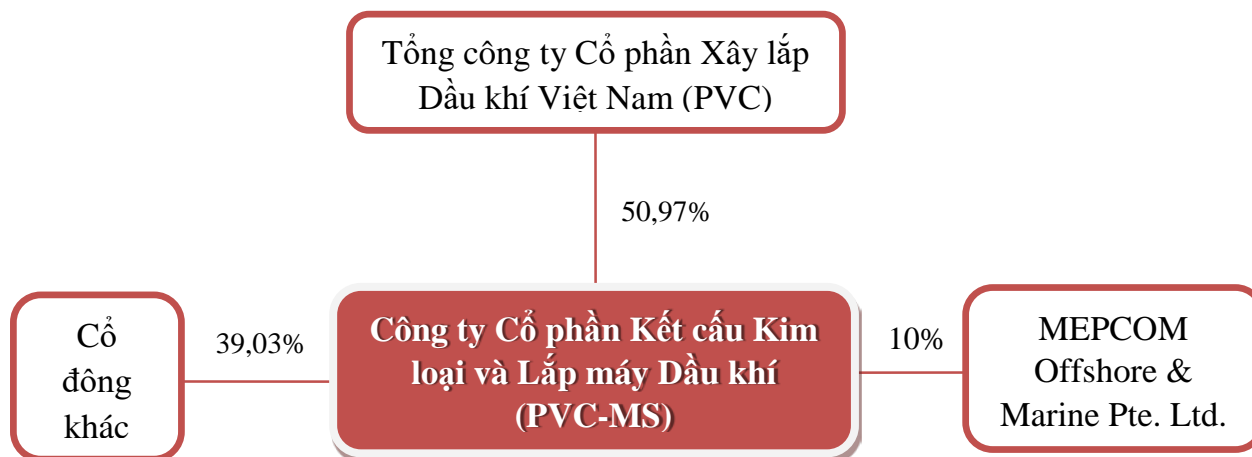 Tổng công ty Cổ phần Xây lắp
Dầu khí Việt Nam (PVC)
50,97%
Cổ
đông
khác
39,03%
Công ty Cổ phần Kết cấu Kim
loại và Lắp máy Dầu khí
(PVC-MS)
10%
MEPCOM
Offshore &
Marine Pte. Ltd.